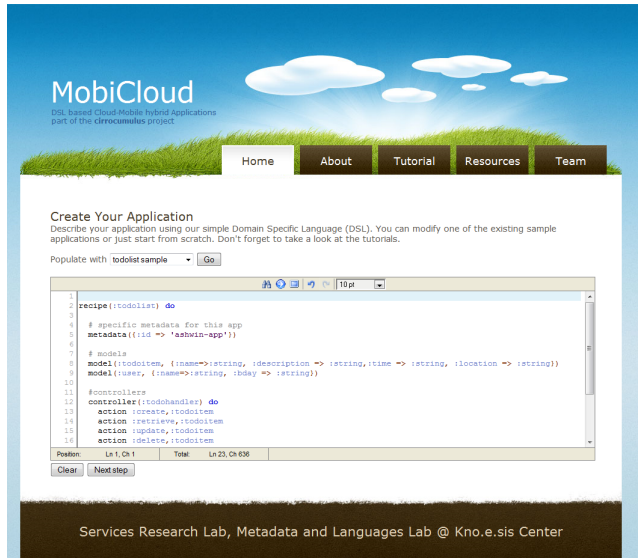 MobiCloud
DSL based Cloud-Mobile hybrid Applications
part of the cirrocumulus project
Home About Tutorial Resources Team
Create Your Application
Describe your application using our simple Domain Specific Language (DSL). You can modify one of the existing sample
applications or just start from scratch. Don't forget to take a look at the tutorials.
Populate with todolist sample Go
10 pt
1
2 recipe(:todolist) do
3
4 # specific metadata for this app
5 metadata({:id => 'ashwin-app'})
6
7 # models
8 model(:todoitem, {:name=>:string, :description => :string,:time => :string, :location => :string})
9 model(:user, {:name=>:string, :bday => :string})
10
11 #controllers
12 controller(:todohandler) do
13 action :create,:todoitem
14 action :retrieve,:todoitem
15 action :update,:todoitem
16 action :delete,:todoitem
Position: Ln 1, Ch 1 Total: Ln 23, Ch 636
Clear Next step
Services Research Lab, Metadata and Languages Lab @ Kno.e.sis Center